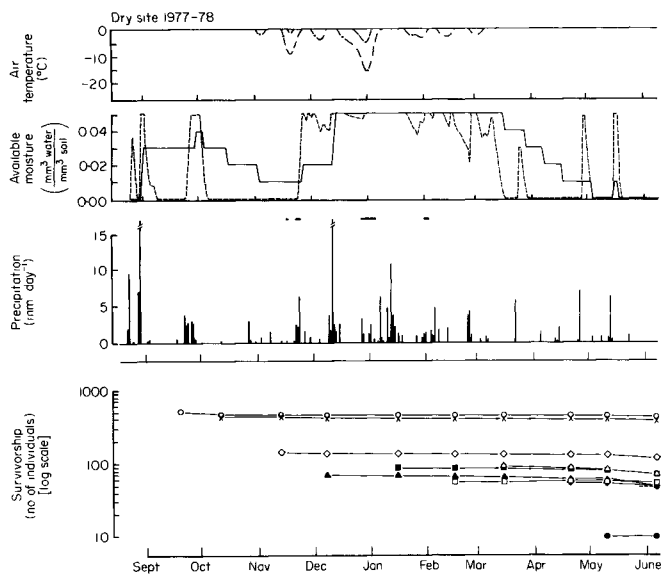 Dry site 1977-78
Air temperature (°C)
0
-10
-20
Available moisture (mm³ water / mm³ soil)
0·04
0·02
0·00
Precipitation (mm day⁻¹)
15
10
5
0
Survivorship (no of individuals) [log scale]
1000
100
10
Sept Oct Nov Dec Jan Feb Mar April May June